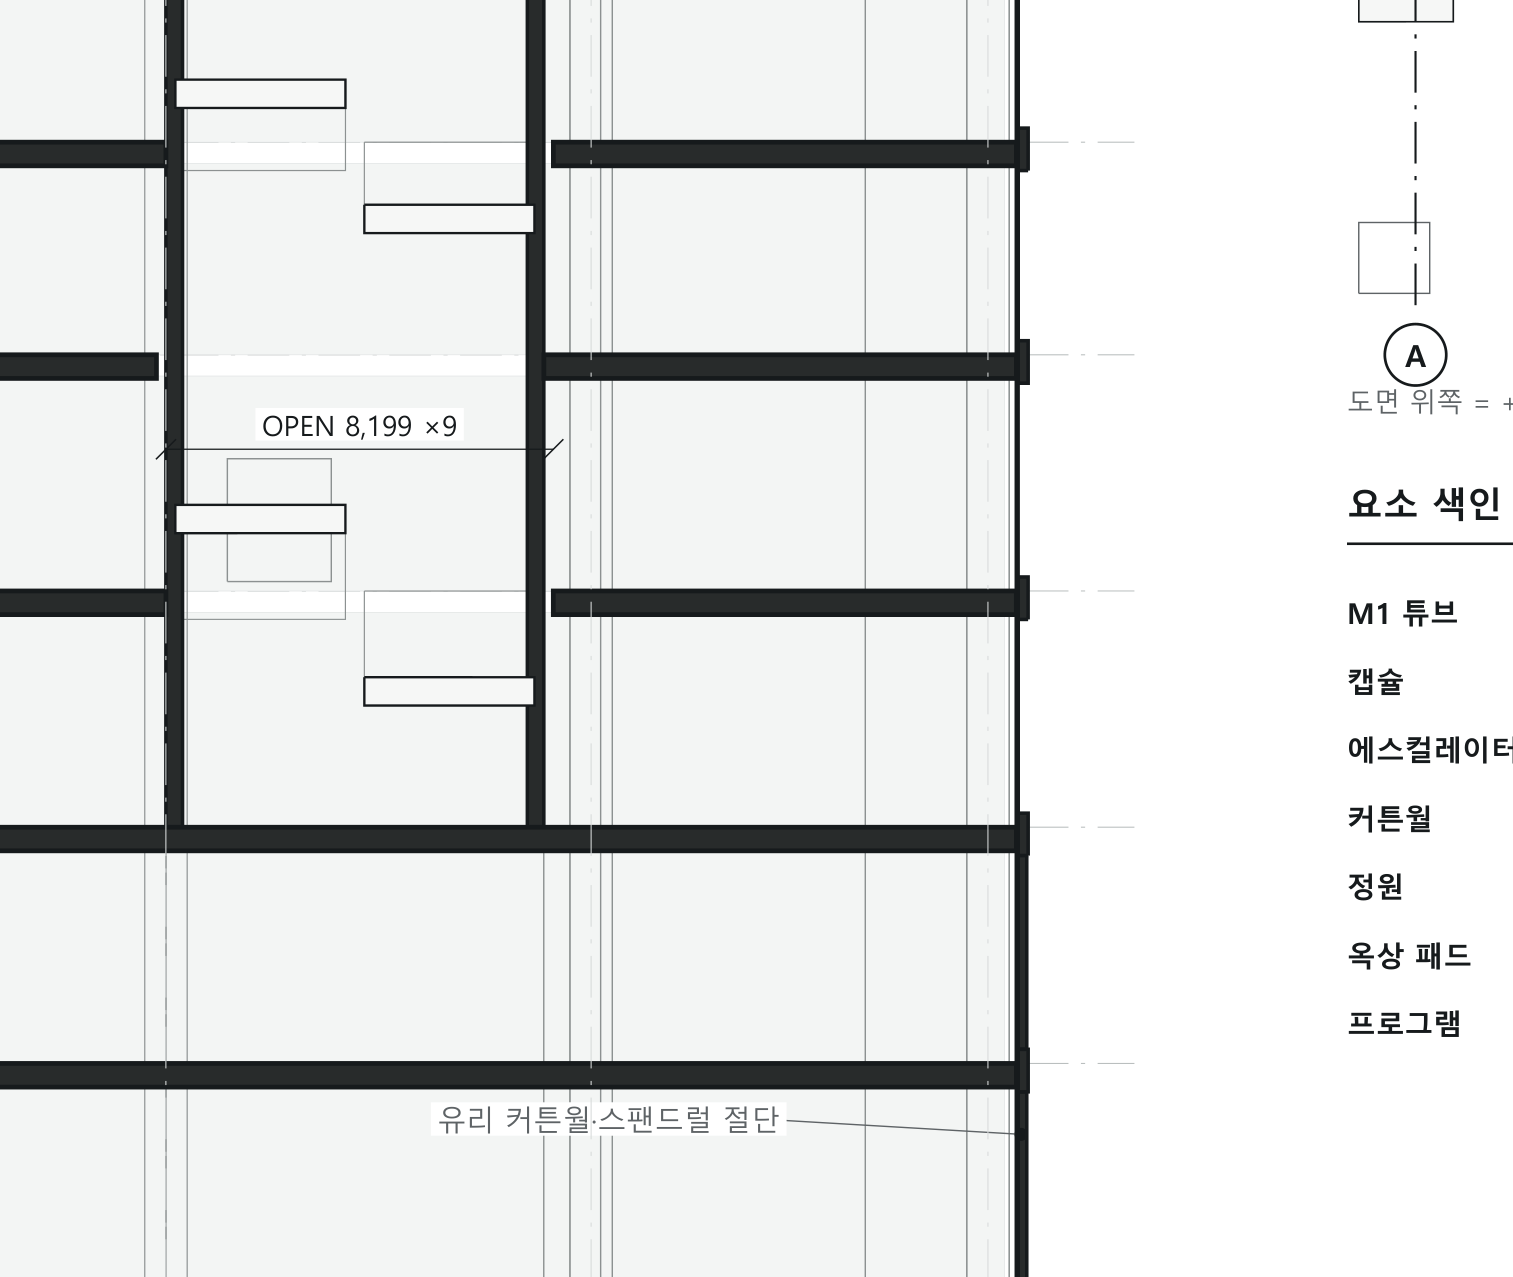 OPEN 8,199 ×9
유리 커튼월·스팬드럴 절단
A
도면 위쪽 = +
요소 색인
M1 튜브
캡슐
에스컬레이터
커튼월
정원
옥상 패드
프로그램